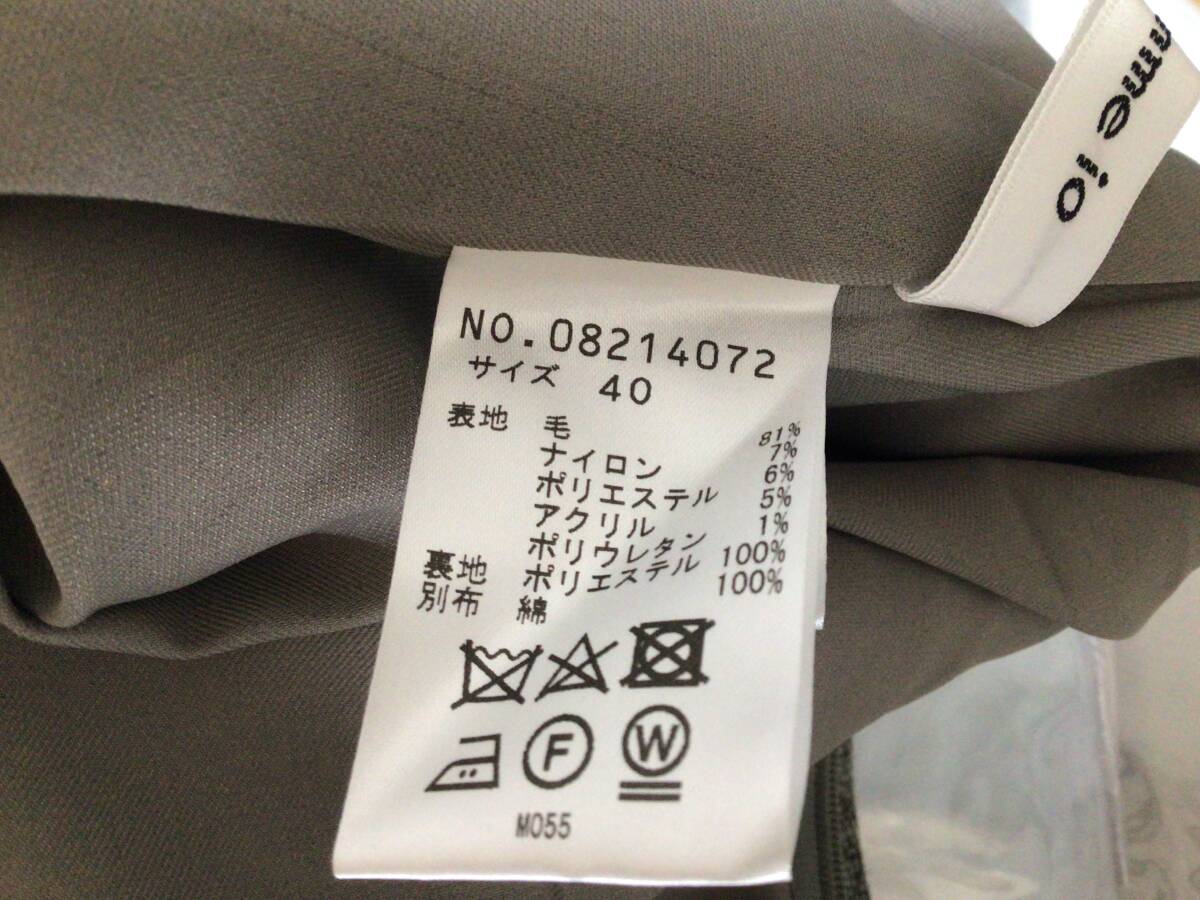 mme io
NO.08214072
サイズ 40
表地 毛 81%
ナイロン 7%
ポリエステル 6%
アクリル 5%
ポリウレタン 1%
裏地 ポリエステル 100%
別布 綿 100%
F W
M055